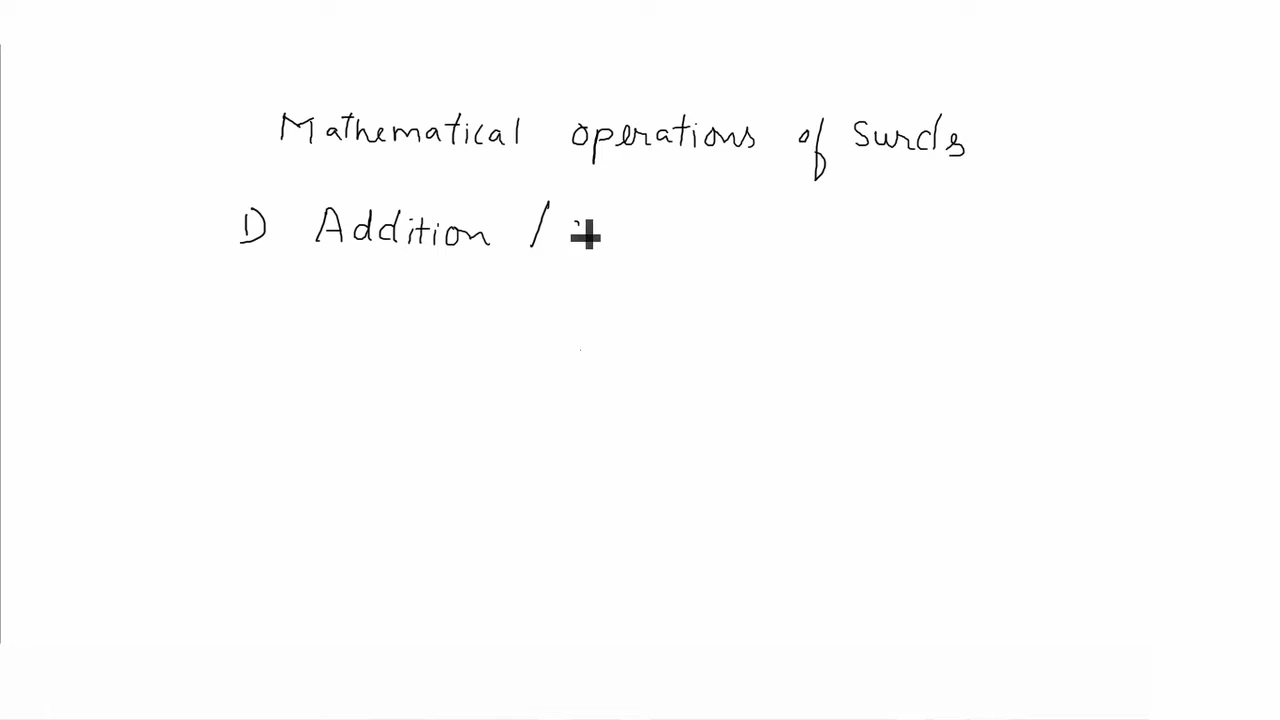 Mathematical operations of Surds
1) Addition /